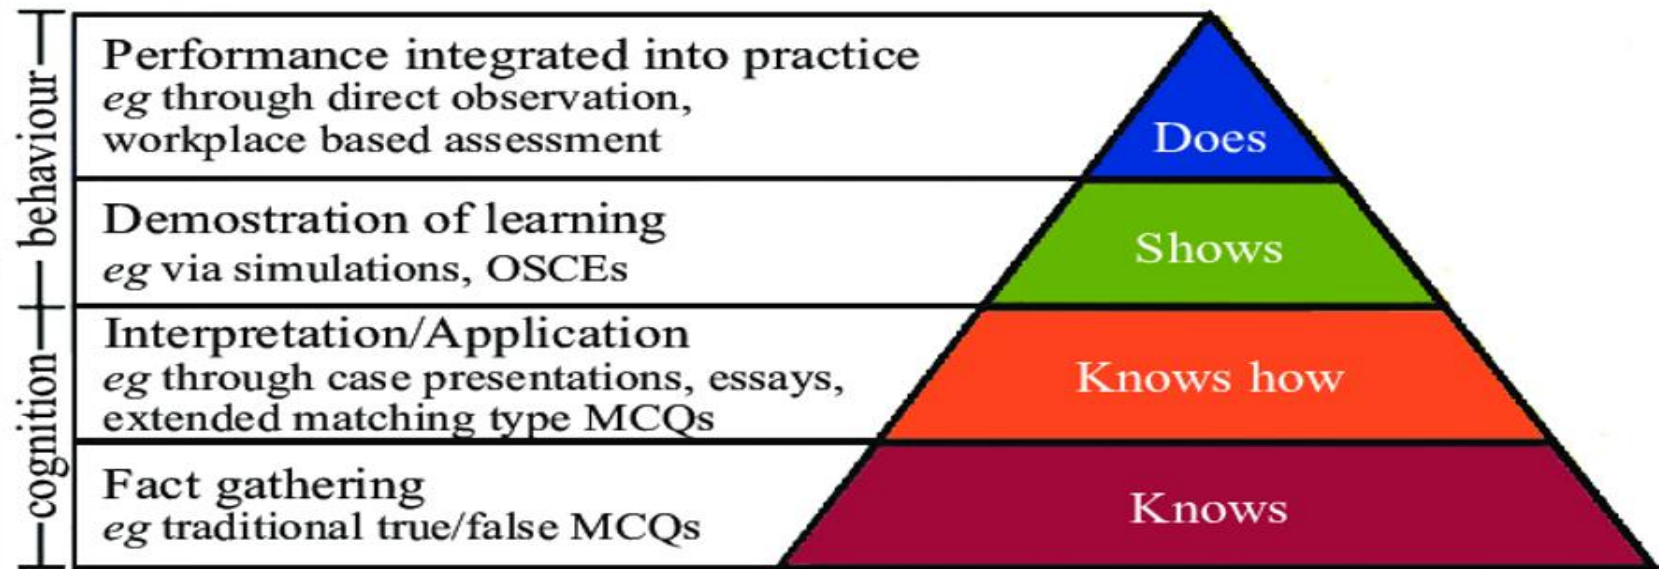 behaviour
cognition
Performance integrated into practice
eg through direct observation,
workplace based assessment
Does
Demostration of learning
eg via simulations, OSCEs
Shows
Interpretation/Application
eg through case presentations, essays,
extended matching type MCQs
Knows how
Fact gathering
eg traditional true/false MCQs
Knows